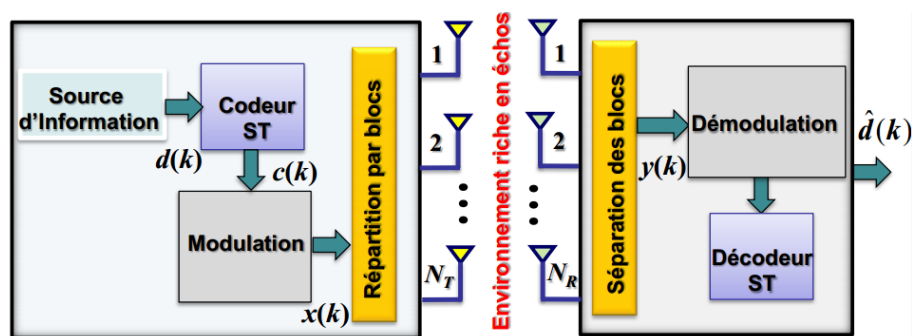 Source
d'Information
Codeur
ST
d(k)
c(k)
Modulation
x(k)
Répartition par blocs
1
2
N_T
Environnement riche en échos
1
2
N_R
Séparation des blocs
y(k)
Démodulation
d̂(k)
Décodeur
ST